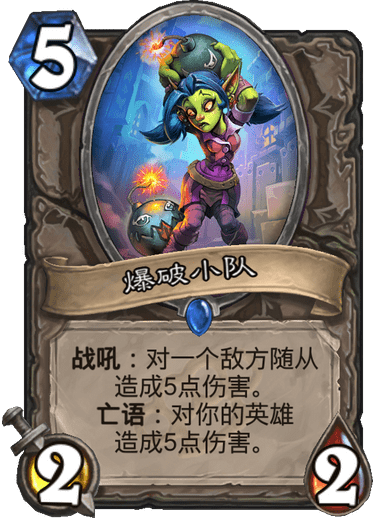 5
爆破小队
战吼：对一个敌方随从
造成5点伤害。
亡语：对你的英雄
造成5点伤害。
2
2